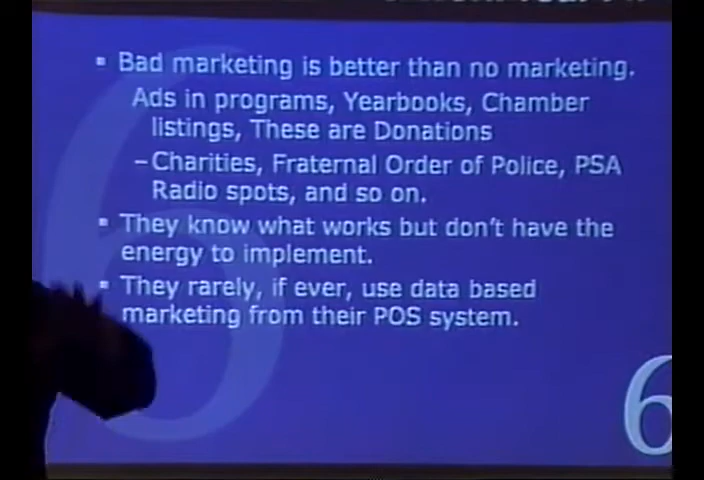 ▪ Bad marketing is better than no marketing.
Ads in programs, Yearbooks, Chamber
listings, These are Donations
–Charities, Fraternal Order of Police, PSA
Radio spots, and so on.
▪ They know what works but don't have the
energy to implement.
▪ They rarely, if ever, use data based
marketing from their POS system.
6
6